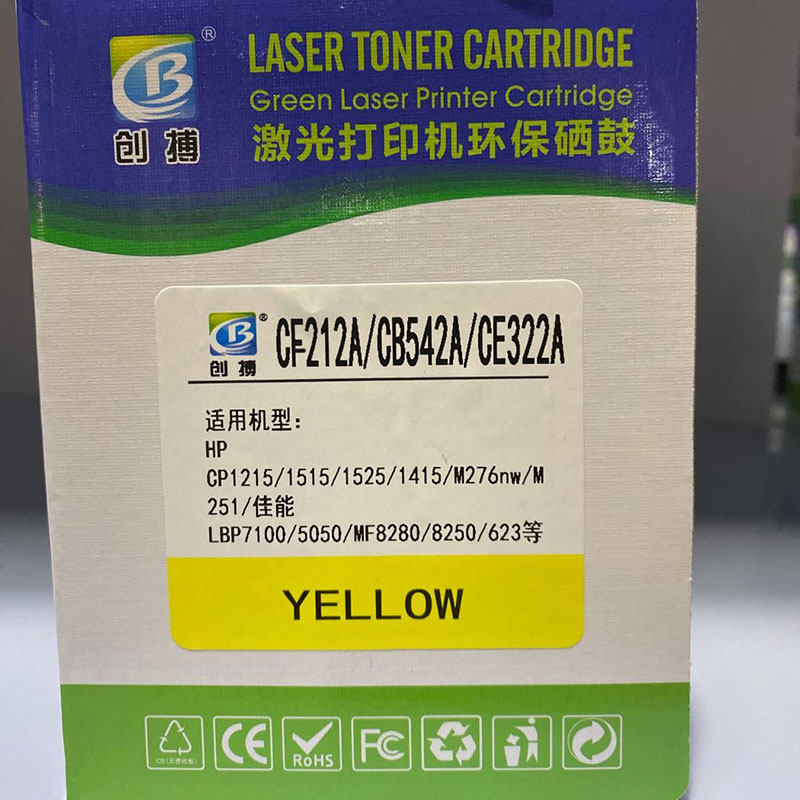 CB®
创搏
LASER TONER CARTRIDGE
Green Laser Printer Cartridge
激光打印机环保硒鼓
CB®
创搏
CF212A/CB542A/CE322A
适用机型:
HP
CP1215/1515/1525/1415/M276nw/M
251/佳能
LBP7100/5050/MF8280/8250/623等
YELLOW
CE
RoHS
FC